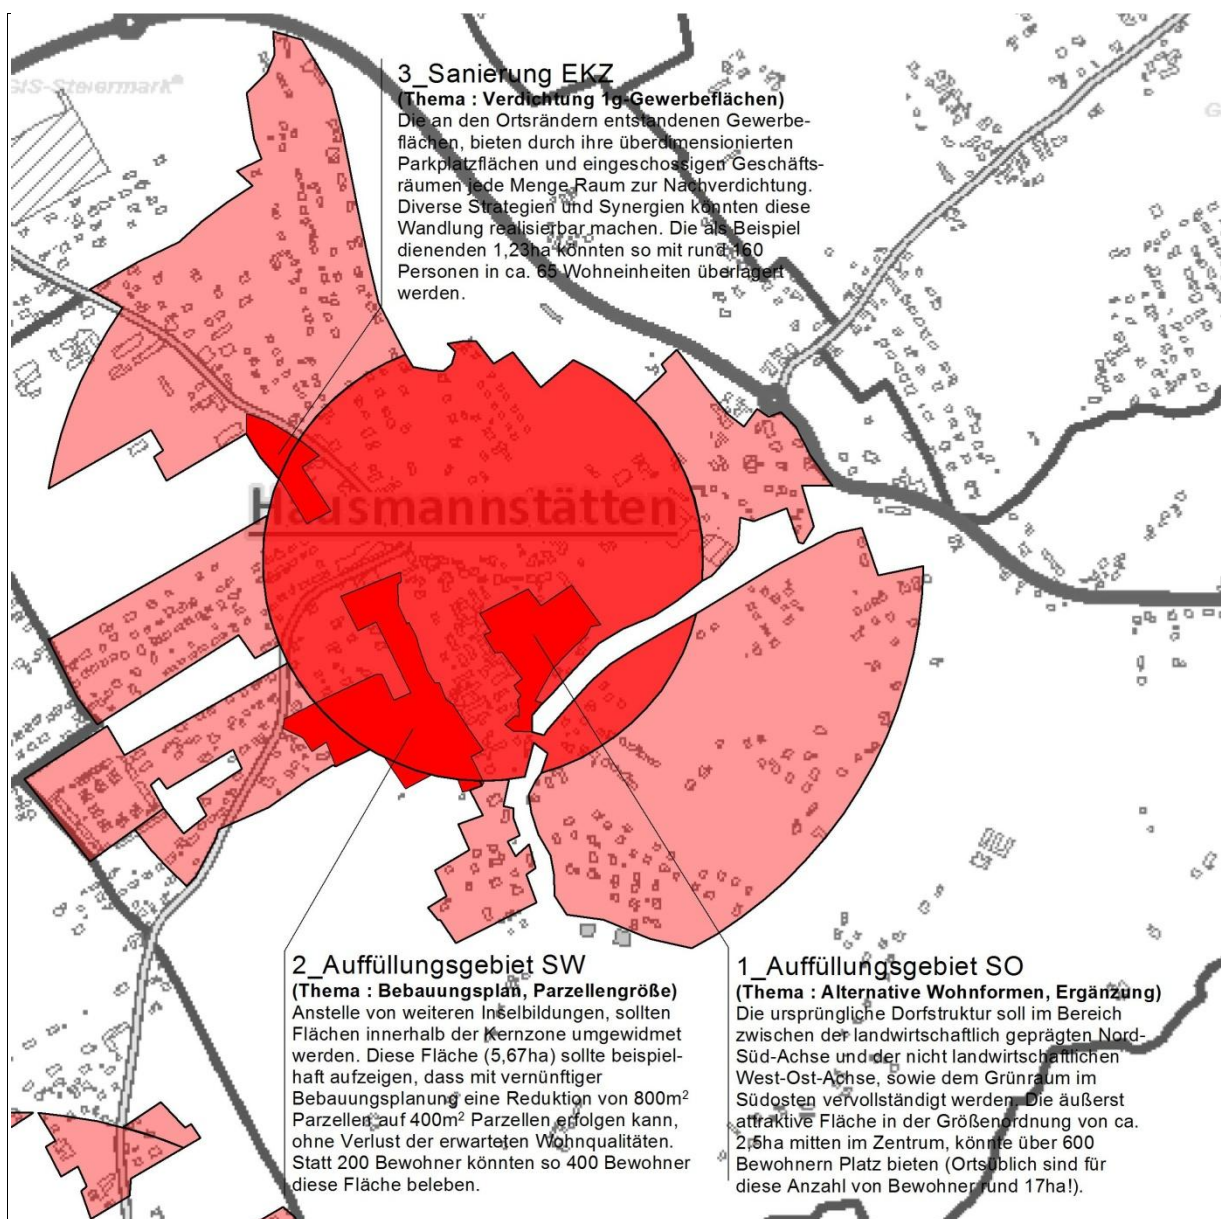 GIS-Steiermark®
3_Sanierung EKZ
(Thema : Verdichtung 1g-Gewerbeflächen)
Die an den Ortsrändern entstandenen Gewerbe-
flächen, bieten durch ihre überdimensionierten
Parkplatzflächen und eingeschossigen Geschäfts-
räumen jede Menge Raum zur Nachverdichtung.
Diverse Strategien und Synergien könnten diese
Wandlung realisierbar machen. Die als Beispiel
dienenden 1,23ha könnten so mit rund 160
Personen in ca. 65 Wohneinheiten überlagert
werden.
Hausmannstätten
2_Auffüllungsgebiet SW
(Thema : Bebauungsplan, Parzellengröße)
Anstelle von weiteren Inselbildungen, sollten
Flächen innerhalb der Kernzone umgewidmet
werden. Diese Fläche (5,67ha) sollte beispiel-
haft aufzeigen, dass mit vernünftiger
Bebauungsplanung eine Reduktion von 800m²
Parzellen auf 400m² Parzellen erfolgen kann,
ohne Verlust der erwarteten Wohnqualitäten.
Statt 200 Bewohner könnten so 400 Bewohner
diese Fläche beleben.
1_Auffüllungsgebiet SO
(Thema : Alternative Wohnformen, Ergänzung)
Die ursprüngliche Dorfstruktur soll im Bereich
zwischen der landwirtschaftlich geprägten Nord-
Süd-Achse und der nicht landwirtschaftlichen
West-Ost-Achse, sowie dem Grünraum im
Südosten vervollständigt werden. Die äußerst
attraktive Fläche in der Größenordnung von ca.
2,5ha mitten im Zentrum, könnte über 600
Bewohnern Platz bieten (Ortsüblich sind für
diese Anzahl von Bewohner rund 17ha!).